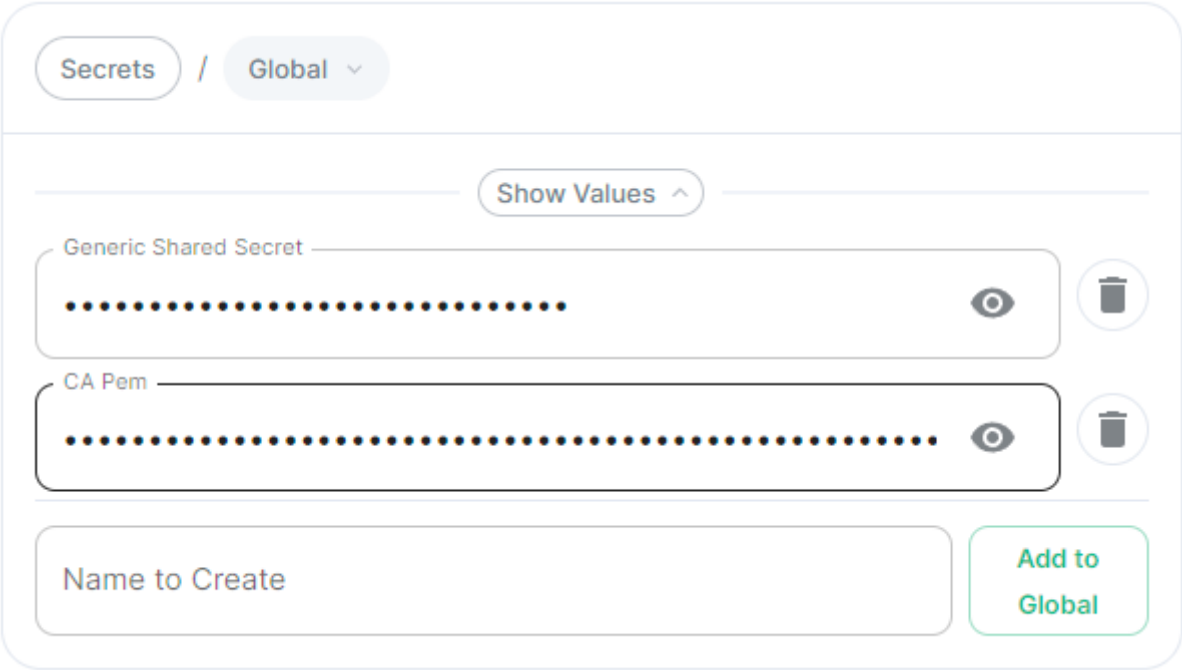 Secrets / Global
Show Values
Generic Shared Secret
••••••••••••••••••••••••••••••
CA Pem
••••••••••••••••••••••••••••••••••••••••••••••••••••
Name to Create
Add to
Global